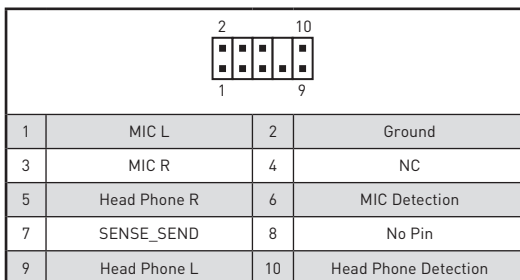 2 10
1 9
1 MIC L 2 Ground
3 MIC R 4 NC
5 Head Phone R 6 MIC Detection
7 SENSE_SEND 8 No Pin
9 Head Phone L 10 Head Phone Detection